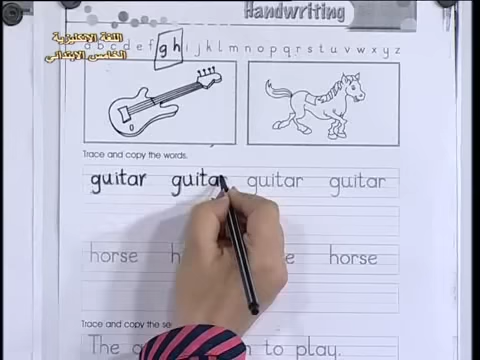 Handwriting
اللغة الانكليزية
الخامس الابتدائي
a b c d e f g h i j k l m n o p q r s t u v w x y z
Trace and copy the words.
guitar guitar guitar guitar
horse horse
Trace and copy the
The to play.